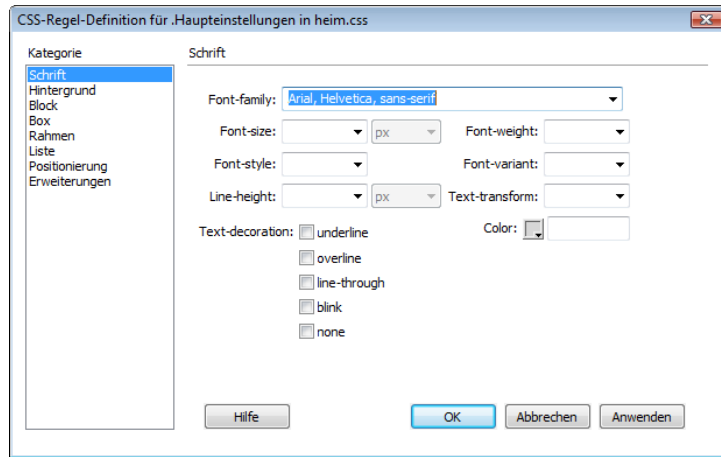 CSS-Regel-Definition für .Haupteinstellungen in heim.css
Kategorie
Schrift
Hintergrund
Block
Box
Rahmen
Liste
Positionierung
Erweiterungen
Schrift
Font-family: Arial, Helvetica, sans-serif
Font-size: px Font-weight:
Font-style: Font-variant:
Line-height: px Text-transform:
Text-decoration: underline Color:
overline
line-through
blink
none
Hilfe OK Abbrechen Anwenden